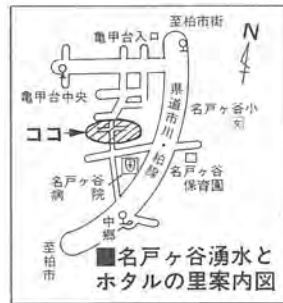 至柏市街
亀甲台入口
N
亀甲台中央
県道市川・柏線
名戸ヶ谷小
文
ココ
名戸ヶ谷病院
名戸ヶ谷
保育園
中郷
至柏市
■名戸ヶ谷湧水と
ホタルの里案内図